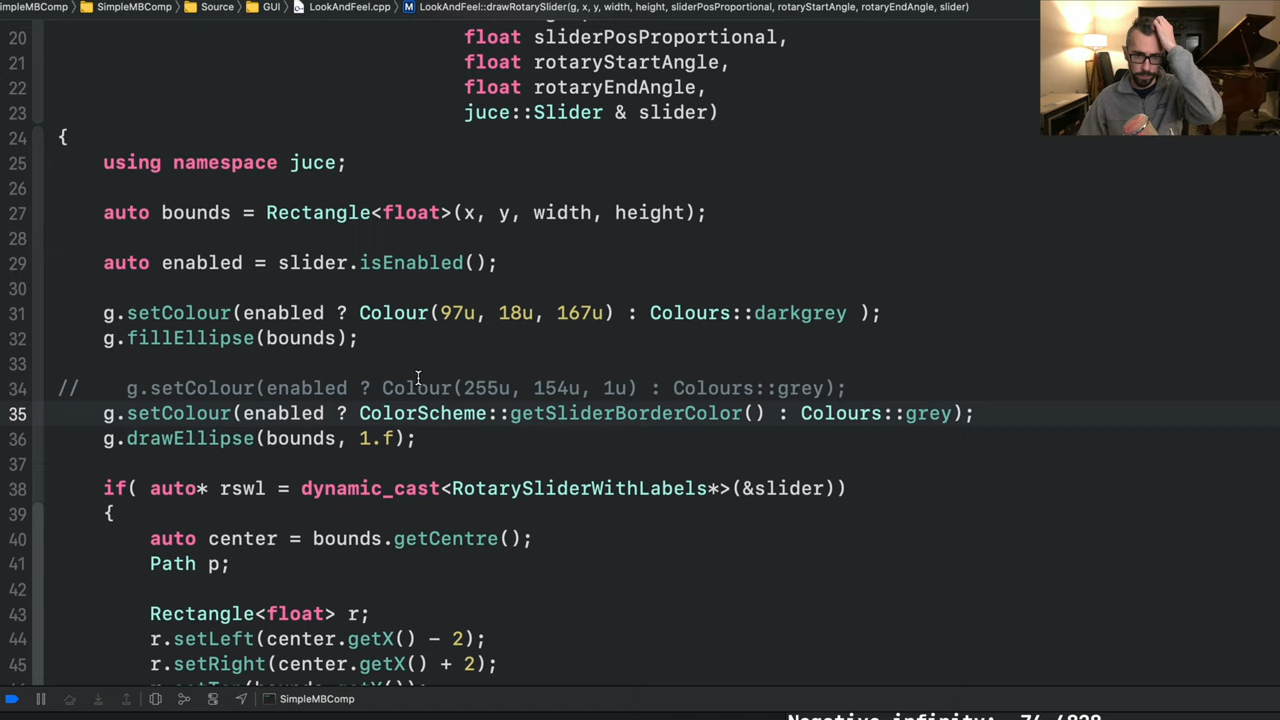 impleMBComp › SimpleMBComp › Source › GUI › LookAndFeel.cpp › M LookAndFeel::drawRotarySlider(g, x, y, width, height, sliderPosProportional, rotaryStartAngle, rotaryEndAngle, slider)
20 float sliderPosProportional,
21 float rotaryStartAngle,
22 float rotaryEndAngle,
23 juce::Slider & slider)
24 {
25 using namespace juce;
26
27 auto bounds = Rectangle<float>(x, y, width, height);
28
29 auto enabled = slider.isEnabled();
30
31 g.setColour(enabled ? Colour(97u, 18u, 167u) : Colours::darkgrey );
32 g.fillEllipse(bounds);
33
34 // g.setColour(enabled ? Colour(255u, 154u, 1u) : Colours::grey);
35 g.setColour(enabled ? ColorScheme::getSliderBorderColor() : Colours::grey);
36 g.drawEllipse(bounds, 1.f);
37
38 if( auto* rswl = dynamic_cast<RotarySliderWithLabels*>(&slider))
39 {
40 auto center = bounds.getCentre();
41 Path p;
42
43 Rectangle<float> r;
44 r.setLeft(center.getX() - 2);
45 r.setRight(center.getX() + 2);
SimpleMBComp